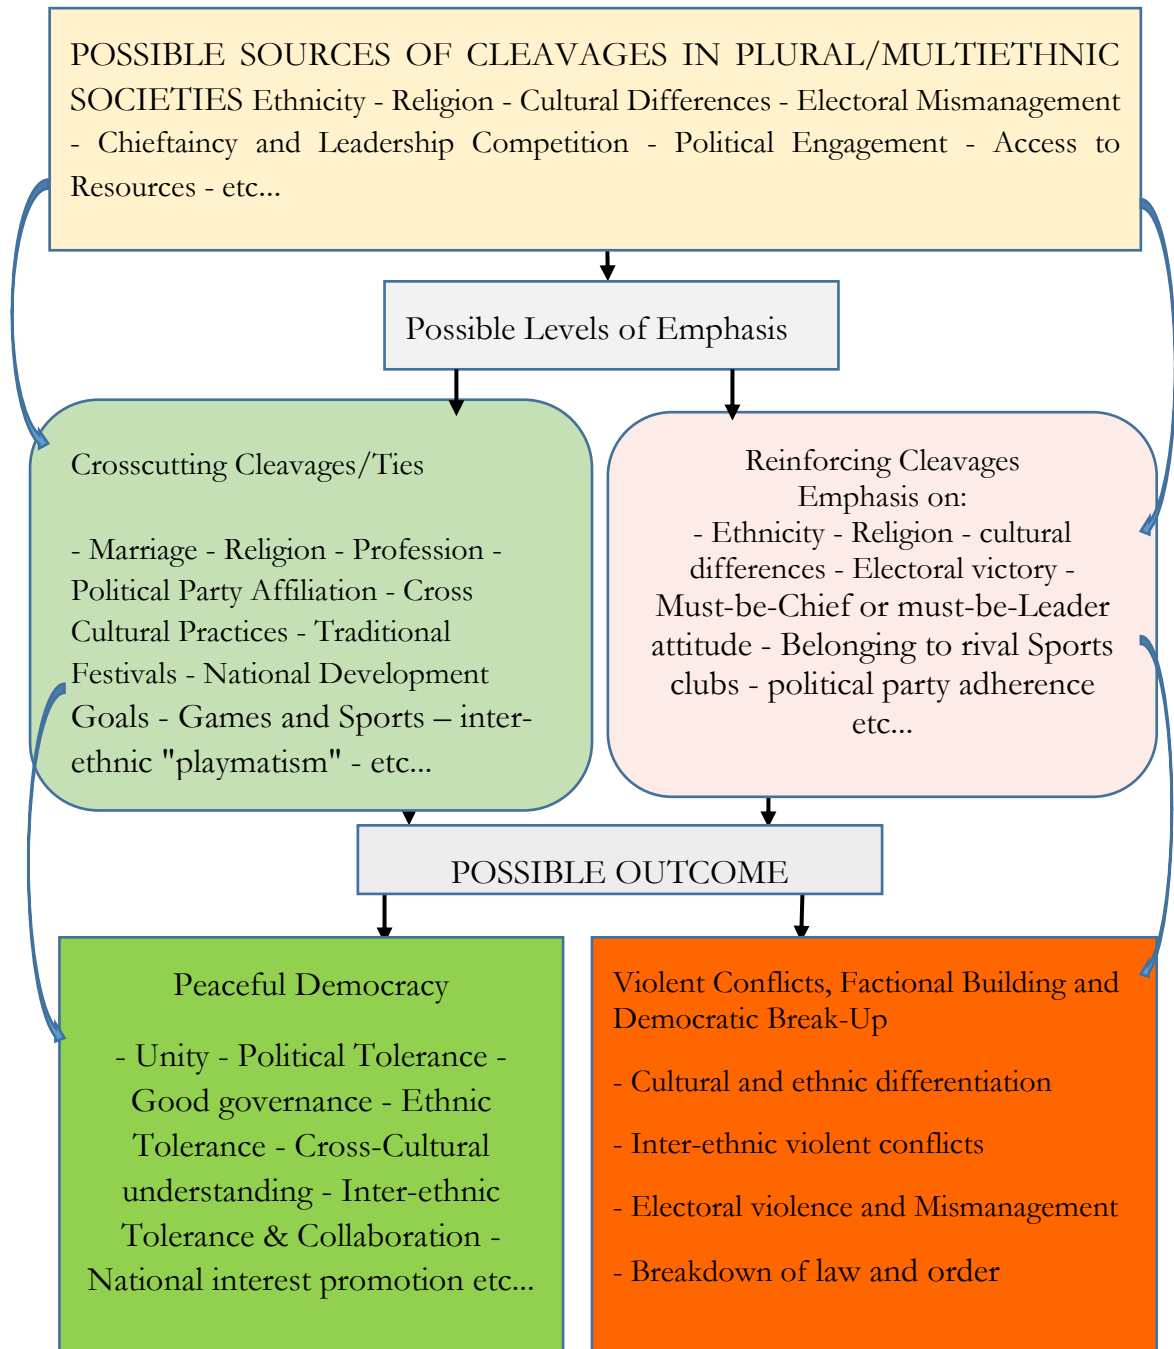 POSSIBLE SOURCES OF CLEAVAGES IN PLURAL/MULTIETHNIC
SOCIETIES Ethnicity - Religion - Cultural Differences - Electoral Mismanagement
- Chieftaincy and Leadership Competition - Political Engagement - Access to
Resources - etc...
Possible Levels of Emphasis
Crosscutting Cleavages/Ties
- Marriage - Religion - Profession -
Political Party Affiliation - Cross
Cultural Practices - Traditional
Festivals - National Development
Goals - Games and Sports – inter-
ethnic "playmatism" - etc...
Reinforcing Cleavages
Emphasis on:
- Ethnicity - Religion - cultural
differences - Electoral victory -
Must-be-Chief or must-be-Leader
attitude - Belonging to rival Sports
clubs - political party adherence
etc...
POSSIBLE OUTCOME
Peaceful Democracy
- Unity - Political Tolerance -
Good governance - Ethnic
Tolerance - Cross-Cultural
understanding - Inter-ethnic
Tolerance & Collaboration -
National interest promotion etc...
Violent Conflicts, Factional Building and
Democratic Break-Up
- Cultural and ethnic differentiation
- Inter-ethnic violent conflicts
- Electoral violence and Mismanagement
- Breakdown of law and order